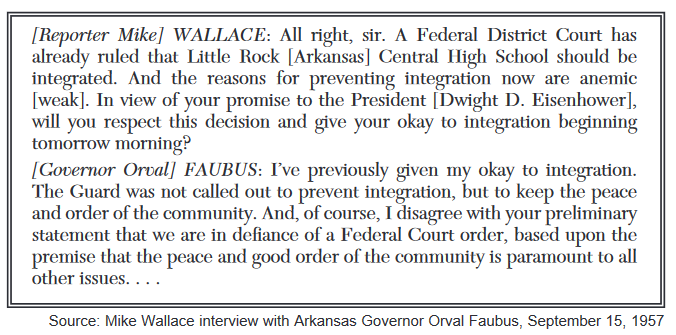 [Reporter Mike] WALLACE: All right, sir. A Federal District Court has
already ruled that Little Rock [Arkansas] Central High School should be
integrated. And the reasons for preventing integration now are anemic
[weak]. In view of your promise to the President [Dwight D. Eisenhower],
will you respect this decision and give your okay to integration beginning
tomorrow morning?
[Governor Orval] FAUBUS: I've previously given my okay to integration.
The Guard was not called out to prevent integration, but to keep the peace
and order of the community. And, of course, I disagree with your preliminary
statement that we are in defiance of a Federal Court order, based upon the
premise that the peace and good order of the community is paramount to all
other issues. . . .
Source: Mike Wallace interview with Arkansas Governor Orval Faubus, September 15, 1957